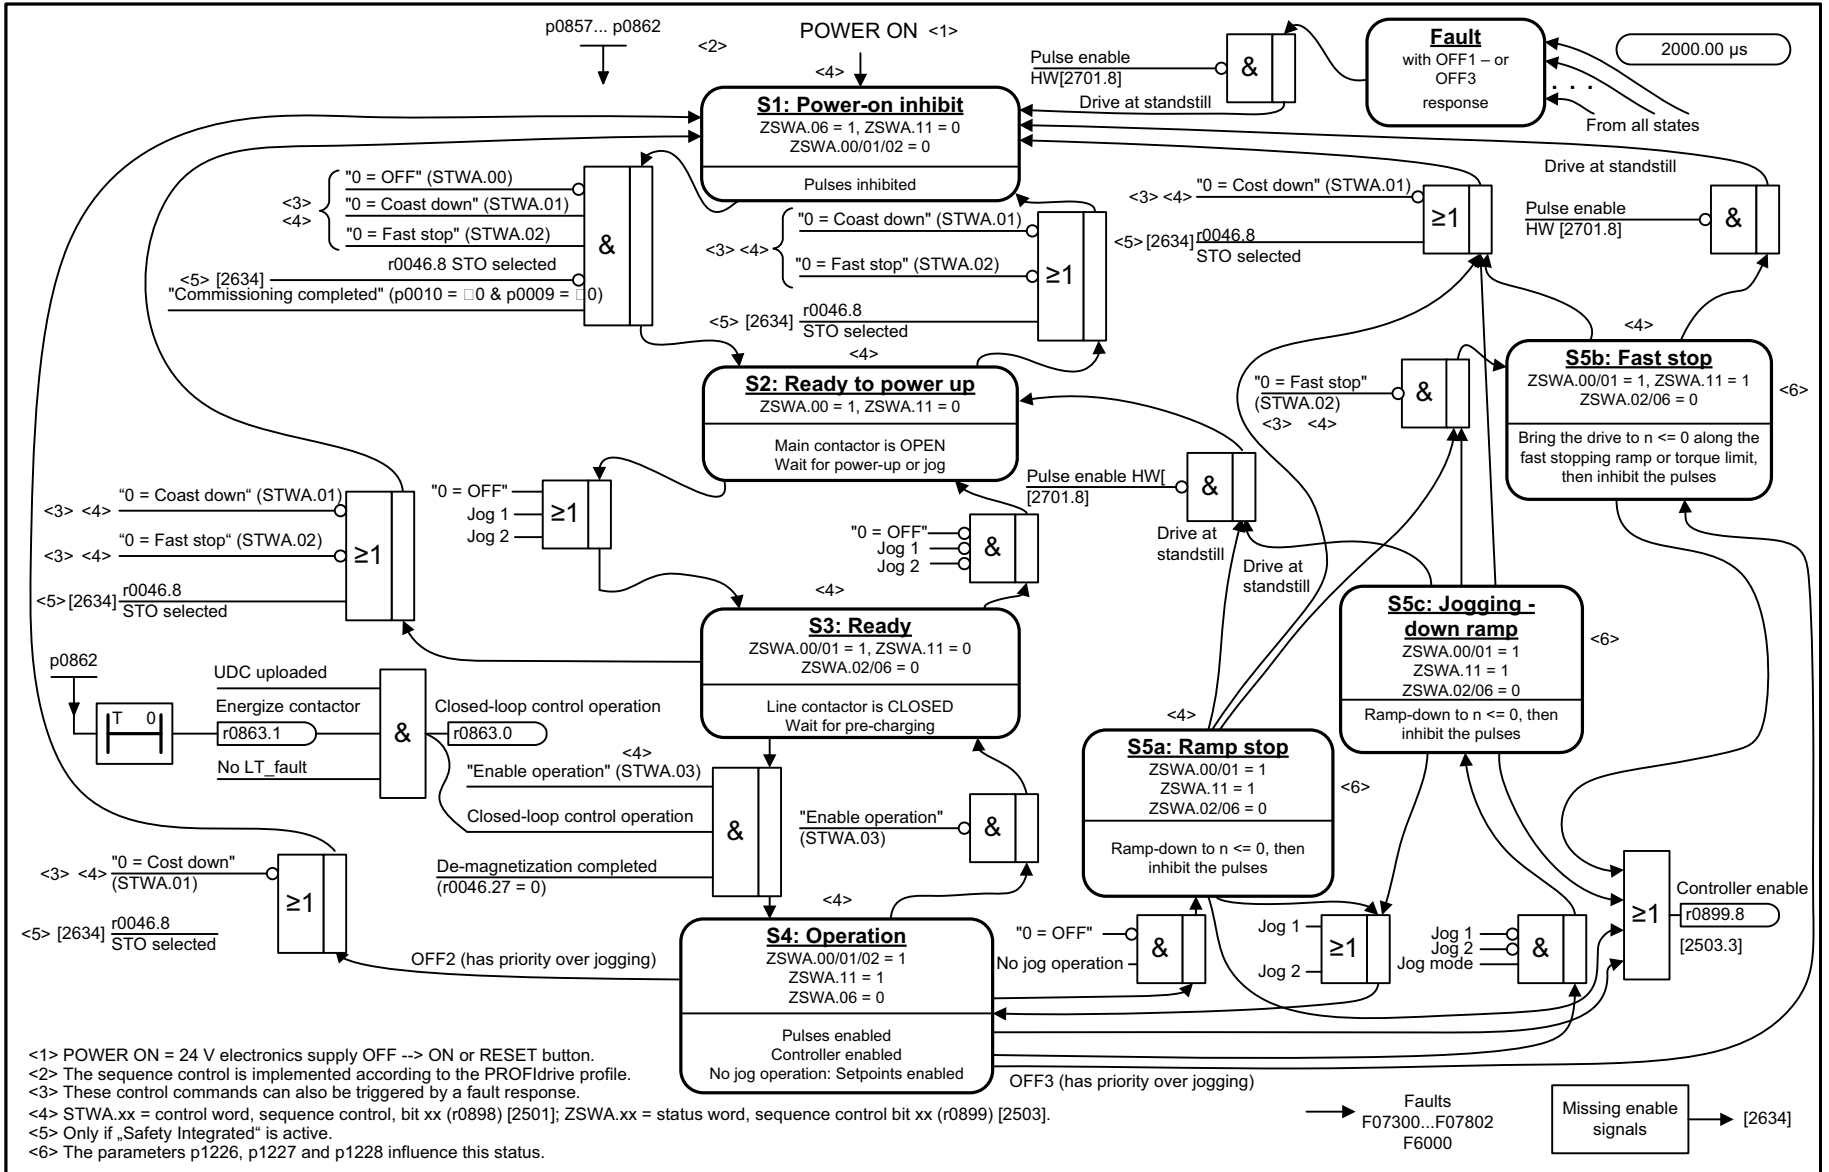 p0857... p0862
<2>
POWER ON <1>
<4>
Pulse enable
HW[2701.8]
&
Drive at standstill
Fault
with OFF1 – or
OFF3
response
2000.00 µs
. . .
From all states
S1: Power-on inhibit
ZSWA.06 = 1, ZSWA.11 = 0
ZSWA.00/01/02 = 0
Pulses inhibited
<3>
<4>
"0 = OFF" (STWA.00)
"0 = Coast down" (STWA.01)
"0 = Fast stop" (STWA.02)
r0046.8 STO selected
<5> [2634]
"Commissioning completed" (p0010 = □0 & p0009 = □0)
&
<3> <4>
"0 = Coast down" (STWA.01)
"0 = Fast stop" (STWA.02)
<5> [2634]
r0046.8
STO selected
≥1
<3> <4>
"0 = Cost down" (STWA.01)
<5> [2634]
r0046.8
STO selected
≥1
Drive at standstill
Pulse enable
HW [2701.8]
&
<4>
S2: Ready to power up
ZSWA.00 = 1, ZSWA.11 = 0
Main contactor is OPEN
Wait for power-up or jog
"0 = Fast stop"
(STWA.02)
<3> <4>
&
<4>
S5b: Fast stop
ZSWA.00/01 = 1, ZSWA.11 = 1
ZSWA.02/06 = 0
Bring the drive to n <= 0 along the
fast stopping ramp or torque limit,
then inhibit the pulses
<6>
"0 = OFF"
Jog 1
Jog 2
≥1
"0 = OFF"
Jog 1
Jog 2
&
Pulse enable HW[
[2701.8]
&
Drive at
standstill
Drive at
standstill
<3> <4>
“0 = Coast down“ (STWA.01)
<3> <4>
“0 = Fast stop“ (STWA.02)
<5> [2634]
r0046.8
STO selected
≥1
<4>
S3: Ready
ZSWA.00/01 = 1, ZSWA.11 = 0
ZSWA.02/06 = 0
Line contactor is CLOSED
Wait for pre-charging
S5c: Jogging -
down ramp
ZSWA.00/01 = 1
ZSWA.11 = 1
ZSWA.02/06 = 0
Ramp-down to n <= 0, then
inhibit the pulses
<6>
p0862
T 0
UDC uploaded
Energize contactor
r0863.1
No LT_fault
&
Closed-loop control operation
r0863.0
<4>
"Enable operation" (STWA.03)
Closed-loop control operation
De-magnetization completed
(r0046.27 = 0)
&
"Enable operation"
(STWA.03)
&
<4>
S5a: Ramp stop
ZSWA.00/01 = 1
ZSWA.11 = 1
ZSWA.02/06 = 0
Ramp-down to n <= 0, then
inhibit the pulses
<6>
<3> <4>
"0 = Cost down"
(STWA.01)
<5> [2634]
r0046.8
STO selected
≥1
OFF2 (has priority over jogging)
<4>
S4: Operation
ZSWA.00/01/02 = 1
ZSWA.11 = 1
ZSWA.06 = 0
Pulses enabled
Controller enabled
No jog operation: Setpoints enabled
"0 = OFF"
No jog operation
&
Jog 1
Jog 2
≥1
Jog 1
Jog 2
Jog mode
&
≥1
Controller enable
r0899.8
[2503.3]
OFF3 (has priority over jogging)
<1> POWER ON = 24 V electronics supply OFF --> ON or RESET button.
<2> The sequence control is implemented according to the PROFIdrive profile.
<3> These control commands can also be triggered by a fault response.
<4> STWA.xx = control word, sequence control, bit xx (r0898) [2501]; ZSWA.xx = status word, sequence control bit xx (r0899) [2503].
<5> Only if „Safety Integrated“ is active.
<6> The parameters p1226, p1227 and p1228 influence this status.
Faults
F07300...F07802
F6000
Missing enable
signals
[2634]